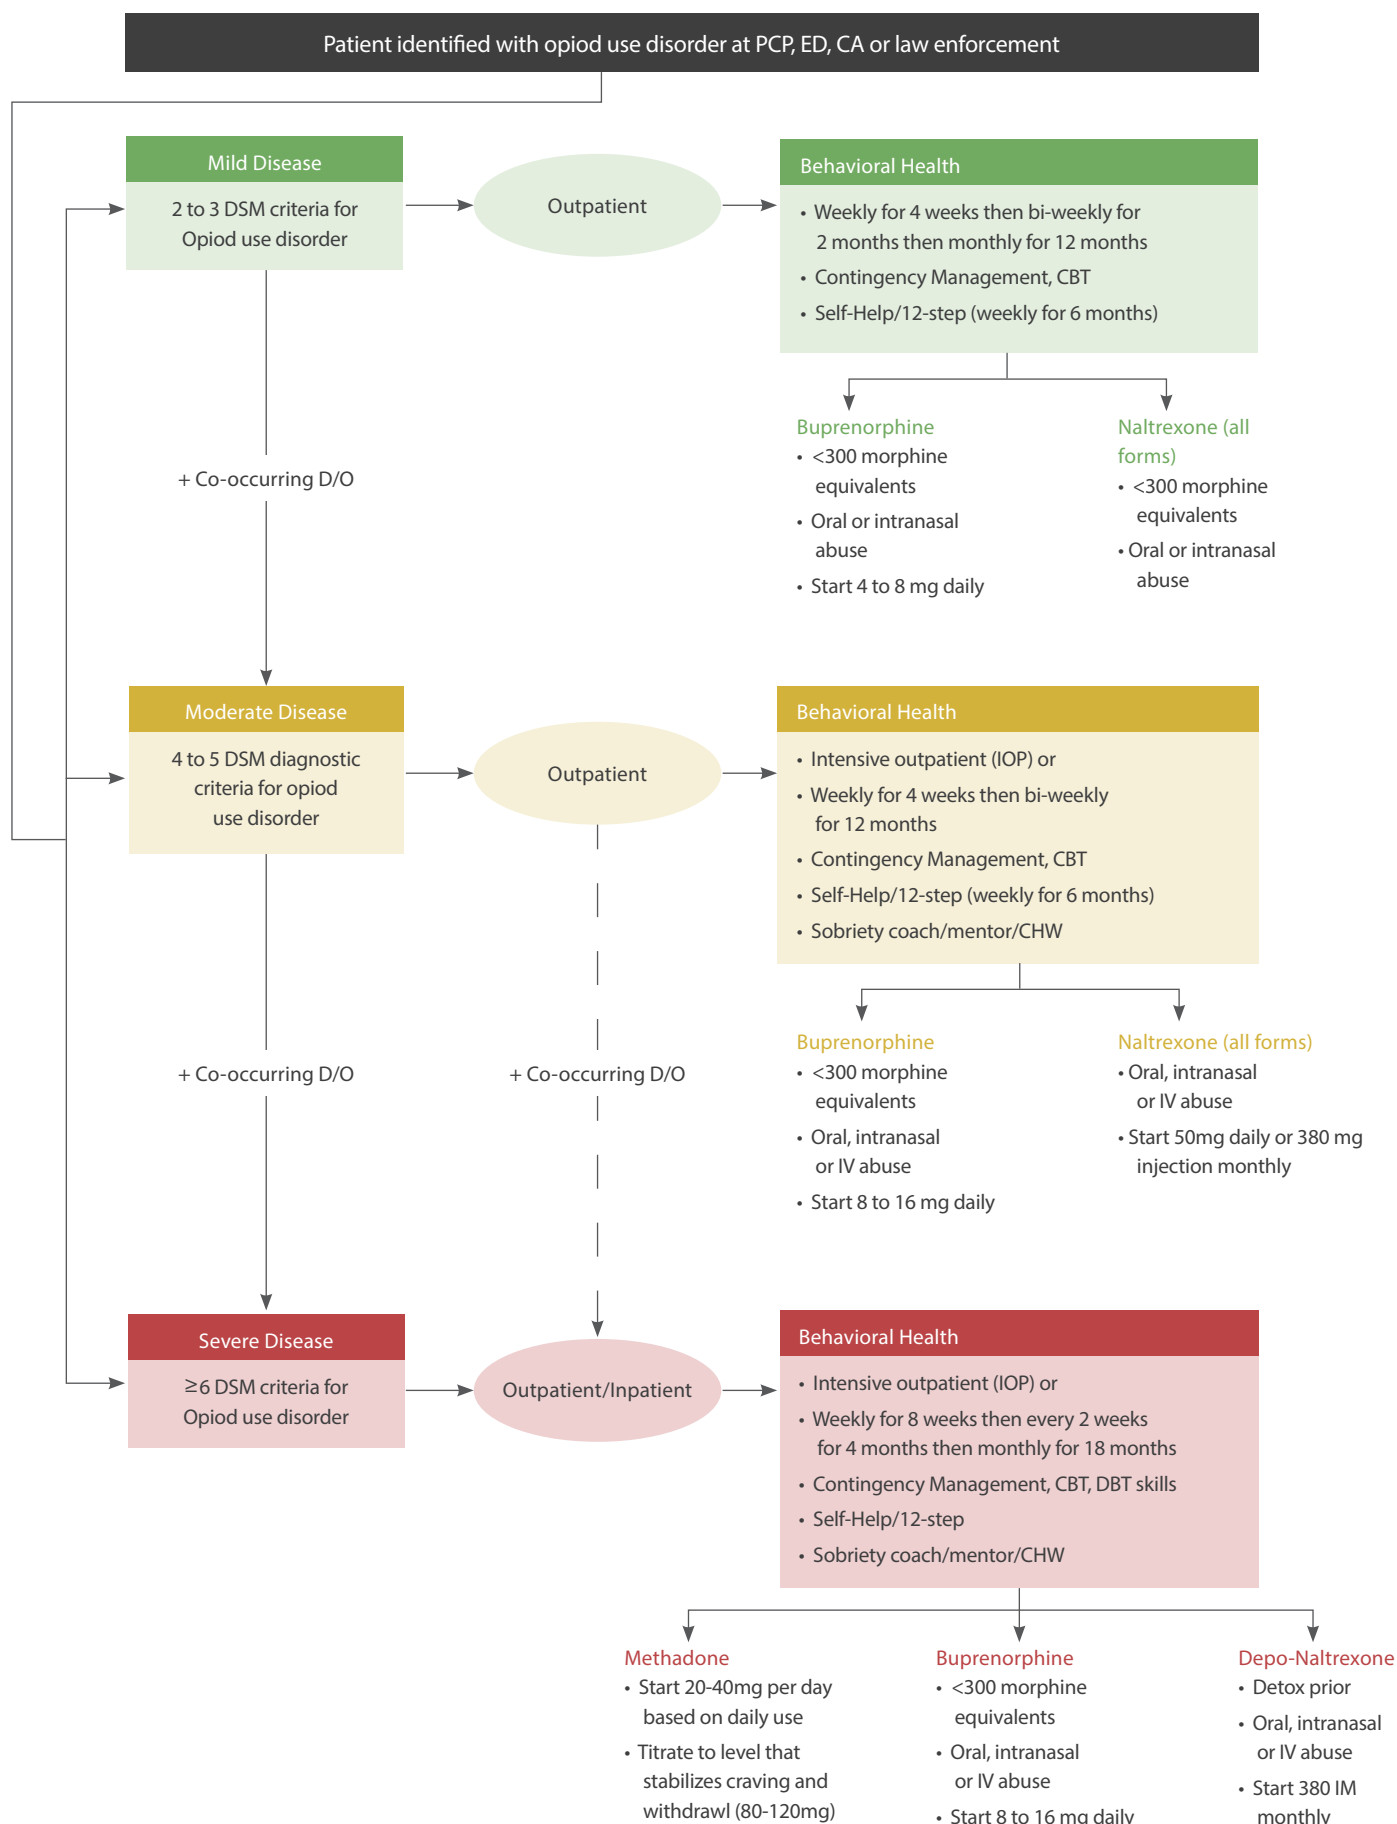 Patient identified with opiod use disorder at PCP, ED, CA or law enforcement
Mild Disease
2 to 3 DSM criteria for
Opiod use disorder
Outpatient
Behavioral Health
• Weekly for 4 weeks then bi-weekly for
2 months then monthly for 12 months
• Contingency Management, CBT
• Self-Help/12-step (weekly for 6 months)
Buprenorphine
• <300 morphine
equivalents
• Oral or intranasal
abuse
• Start 4 to 8 mg daily
Naltrexone (all
forms)
• <300 morphine
equivalents
• Oral or intranasal
abuse
+ Co-occurring D/O
Moderate Disease
4 to 5 DSM diagnostic
criteria for opiod
use disorder
Outpatient
Behavioral Health
• Intensive outpatient (IOP) or
• Weekly for 4 weeks then bi-weekly
for 12 months
• Contingency Management, CBT
• Self-Help/12-step (weekly for 6 months)
• Sobriety coach/mentor/CHW
Buprenorphine
• <300 morphine
equivalents
• Oral, intranasal
or IV abuse
• Start 8 to 16 mg daily
Naltrexone (all forms)
• Oral, intranasal
or IV abuse
• Start 50mg daily or 380 mg
injection monthly
+ Co-occurring D/O
+ Co-occurring D/O
Severe Disease
≥6 DSM criteria for
Opiod use disorder
Outpatient/Inpatient
Behavioral Health
• Intensive outpatient (IOP) or
• Weekly for 8 weeks then every 2 weeks
for 4 months then monthly for 18 months
• Contingency Management, CBT, DBT skills
• Self-Help/12-step
• Sobriety coach/mentor/CHW
Methadone
• Start 20-40mg per day
based on daily use
• Titrate to level that
stabilizes craving and
withdrawl (80-120mg)
Buprenorphine
• <300 morphine
equivalents
• Oral, intranasal
or IV abuse
• Start 8 to 16 mg daily
Depo-Naltrexone
• Detox prior
• Oral, intranasal
or IV abuse
• Start 380 IM
monthly